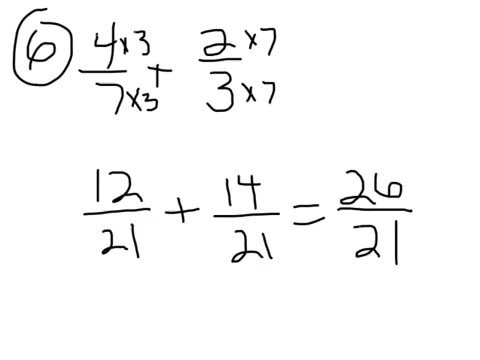 ⑥ 4×3/7×3 + 2×7/3×7
12/21 + 14/21 = 26/21